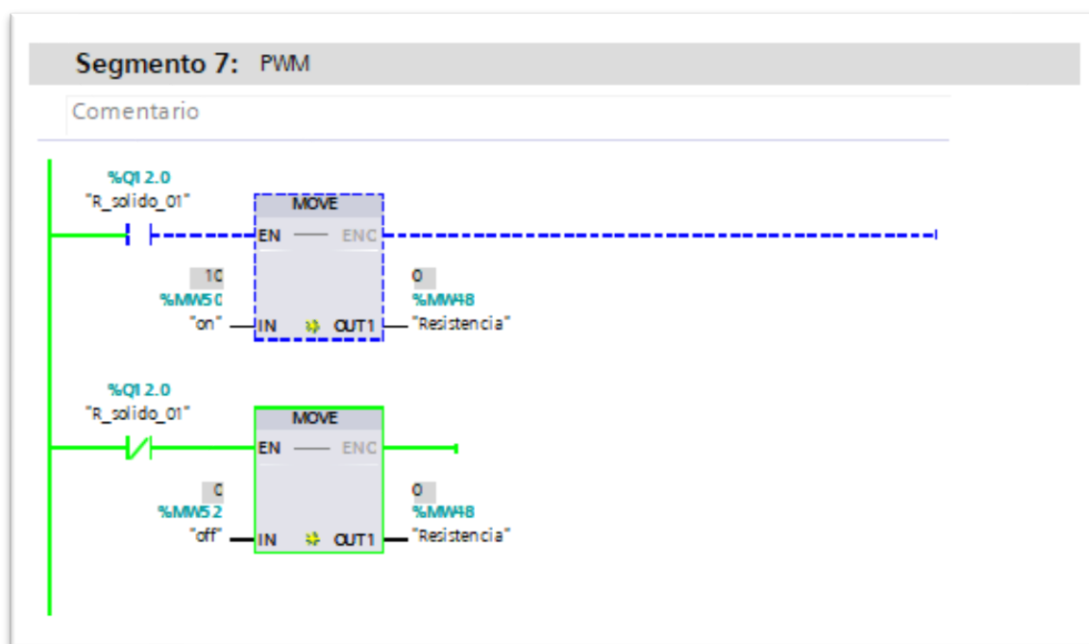 Segmento 7: PWM
Comentario
%Q12.0
"R_solido_01"
MOVE
EN ENO
10
0
%MW50
%MW48
"on"
IN
OUT1
"Resistencia"
%Q12.0
"R_solido_01"
MOVE
EN ENO
0
0
%MW52
%MW48
"off"
IN
OUT1
"Resistencia"